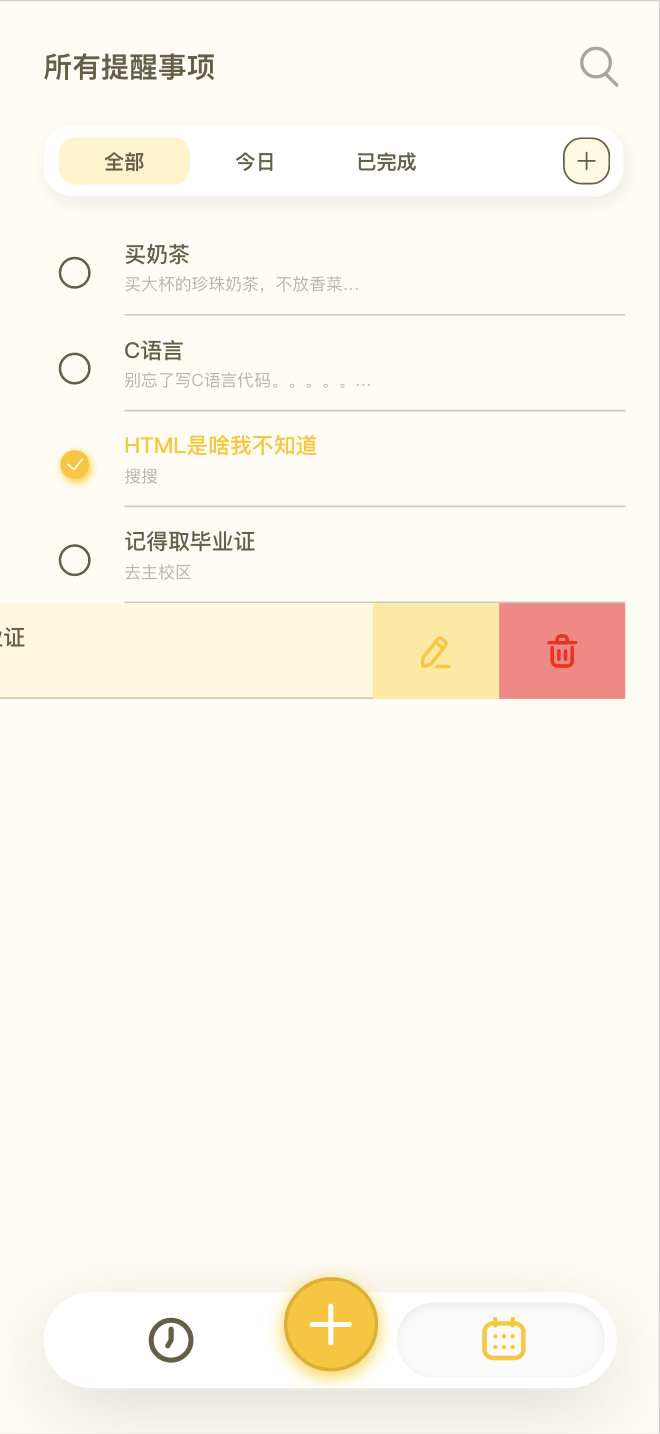 所有提醒事项
全部
今日
已完成
买奶茶
买大杯的珍珠奶茶，不放香菜...
C语言
别忘了写C语言代码。。。。。...
HTML是啥我不知道
搜搜
记得取毕业证
去主校区
证